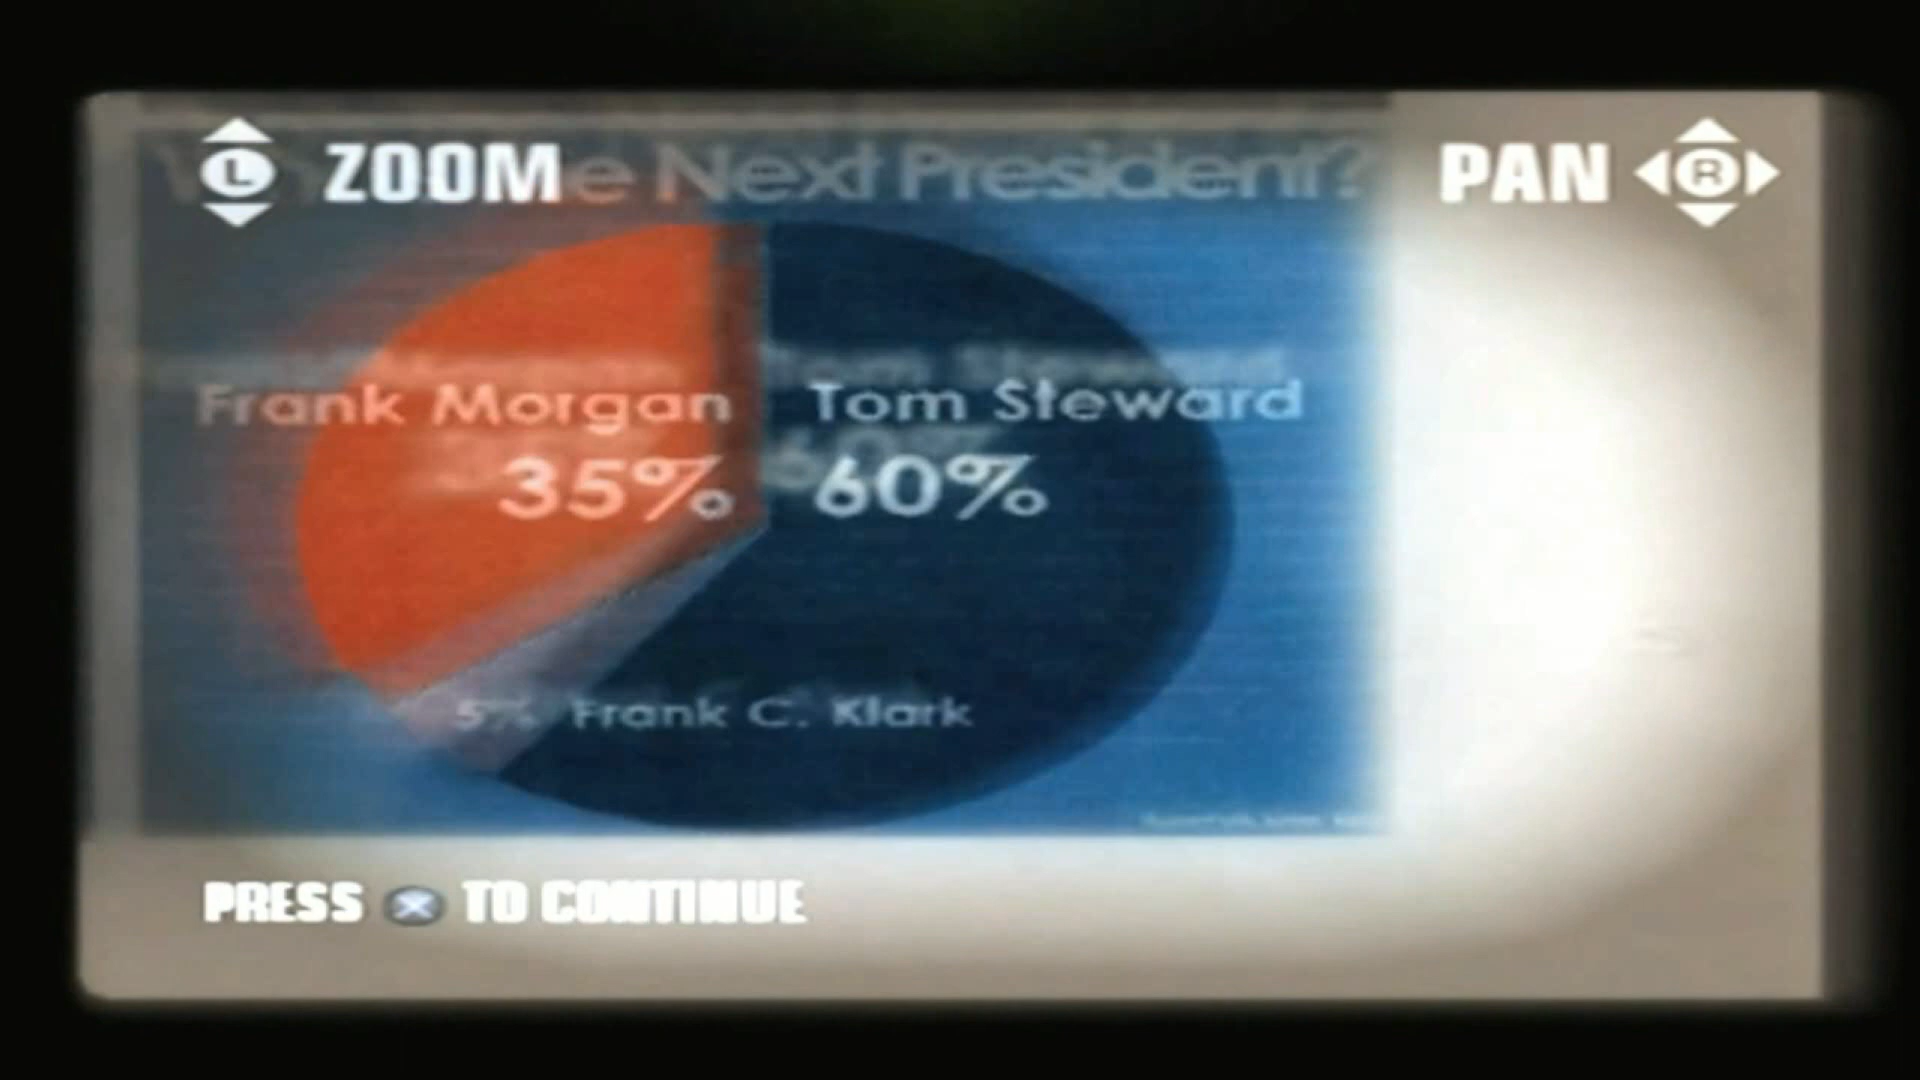 L ZOOM
PAN R
e Next President?
Frank Morgan
35%
Tom Steward
60%
5% Frank C. Klark
PRESS X TO CONTINUE